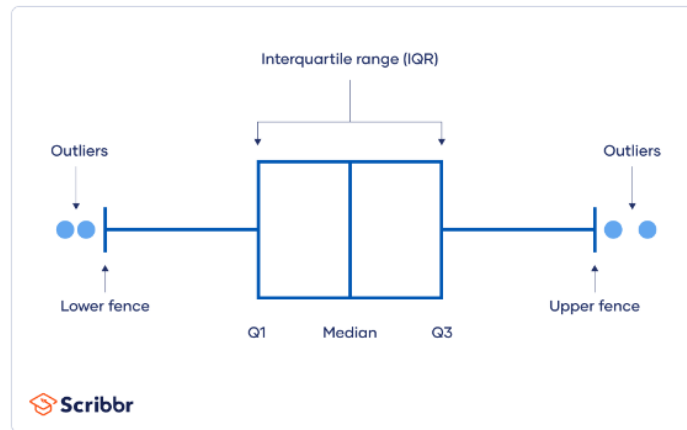 Interquartile range (IQR)
Outliers
Outliers
Lower fence
Upper fence
Q1
Median
Q3
Scribbr